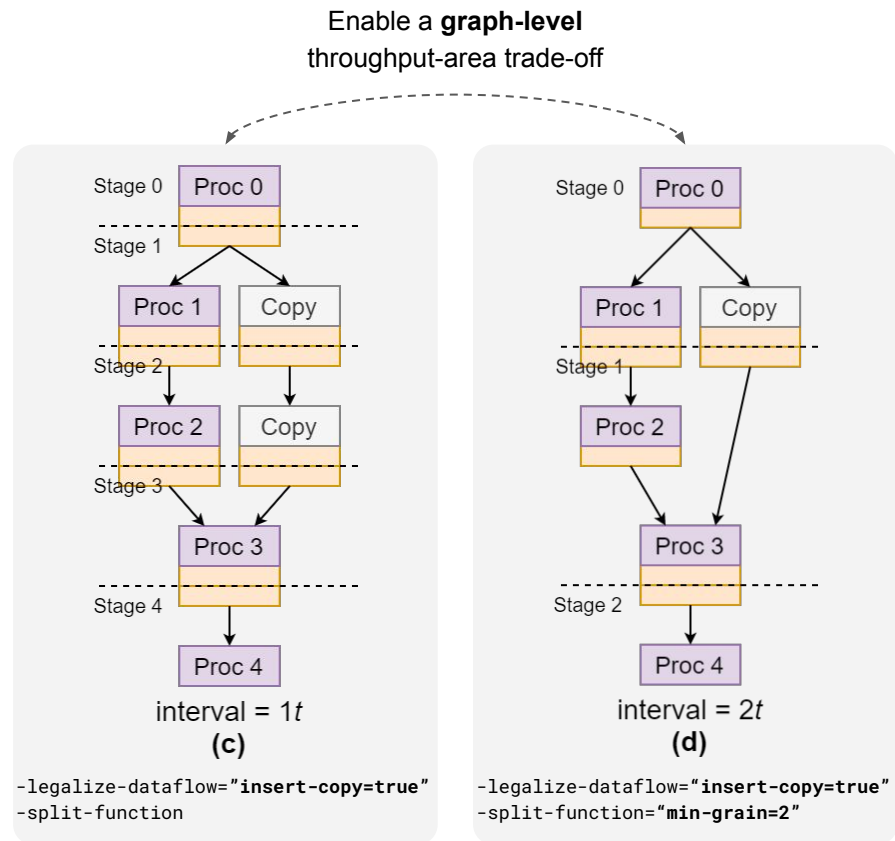 Enable a graph-level
throughput-area trade-off
Stage 0
Proc 0
Stage 1
Proc 1
Copy
Stage 2
Proc 2
Copy
Stage 3
Proc 3
Stage 4
Proc 4
interval = 1t
(c)
-legalize-dataflow=”insert-copy=true”
-split-function
Stage 0
Proc 0
Proc 1
Copy
Stage 1
Proc 2
Proc 3
Stage 2
Proc 4
interval = 2t
(d)
-legalize-dataflow=“insert-copy=true”
-split-function=“min-grain=2”